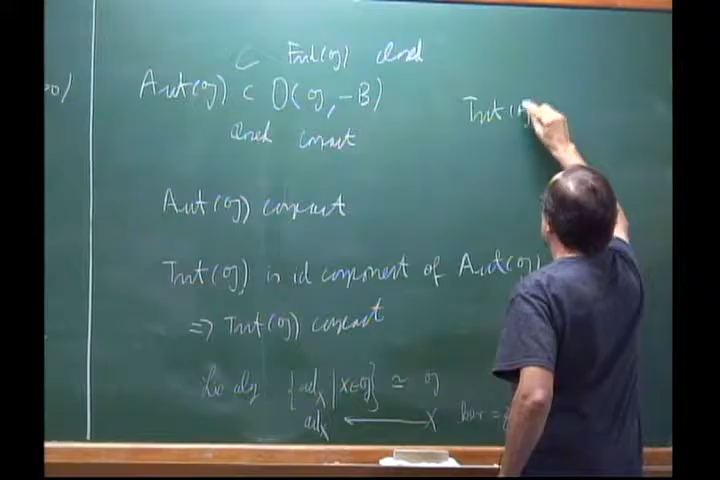 ⊂ End(𝔤) closed
Aut(𝔤) ⊂ O(𝔤, -B)
closed compact
Int(𝔤
Aut(𝔤) compact
Int(𝔤) is id component of Aut(𝔤)
=> Int(𝔤) compact
Lie alg {ad_X | X∈𝔤} ≃ 𝔤
ad_X ⟵ X ker =